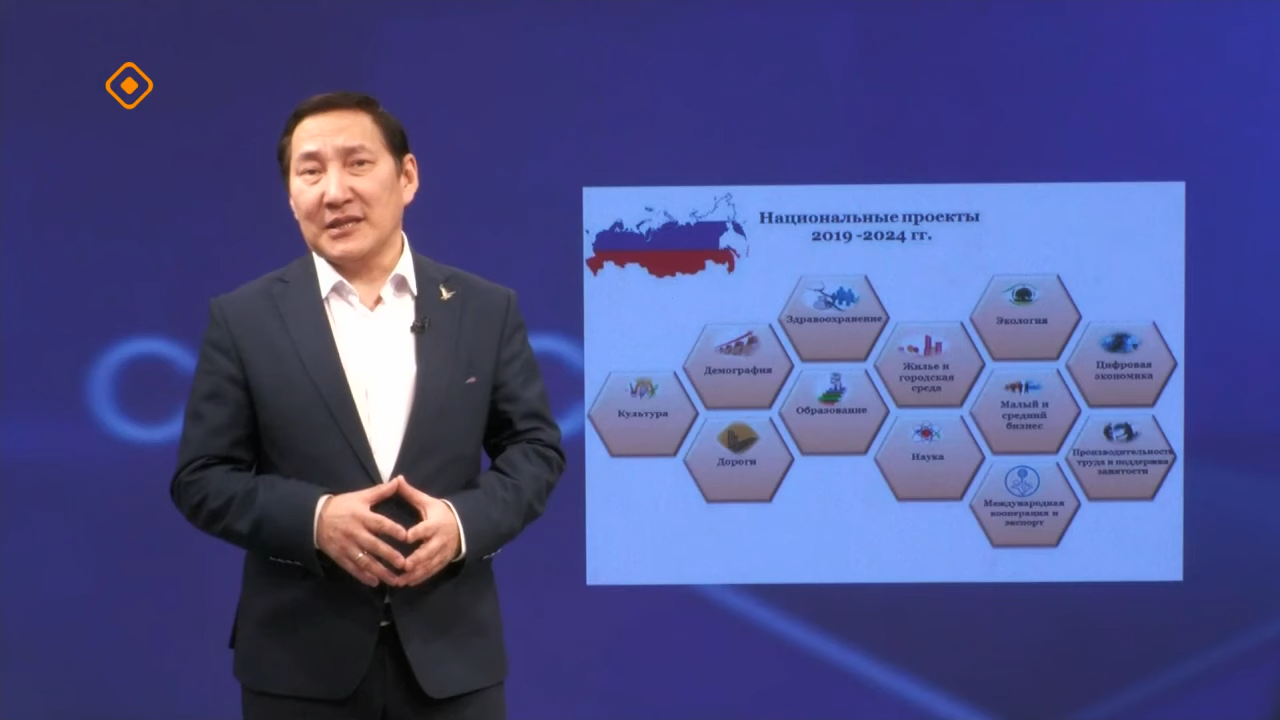 Национальные проекты
2019 -2024 гг.
Здравоохранение
Экология
Демография
Жилье и
городская
среда
Цифровая
экономика
Культура
Образование
Малый и
средний
бизнес
Дороги
Наука
Производительность
труда и поддержка
занятости
Международная
кооперация и
экспорт